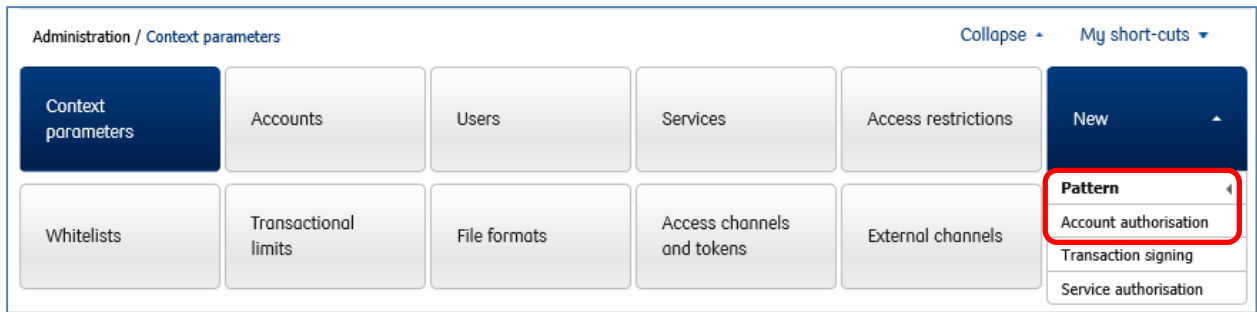 Administration / Context parameters
Collapse
My short-cuts
Context
parameters
Accounts
Users
Services
Access restrictions
New
Whitelists
Transactional
limits
File formats
Access channels
and tokens
External channels
Pattern
Account authorisation
Transaction signing
Service authorisation